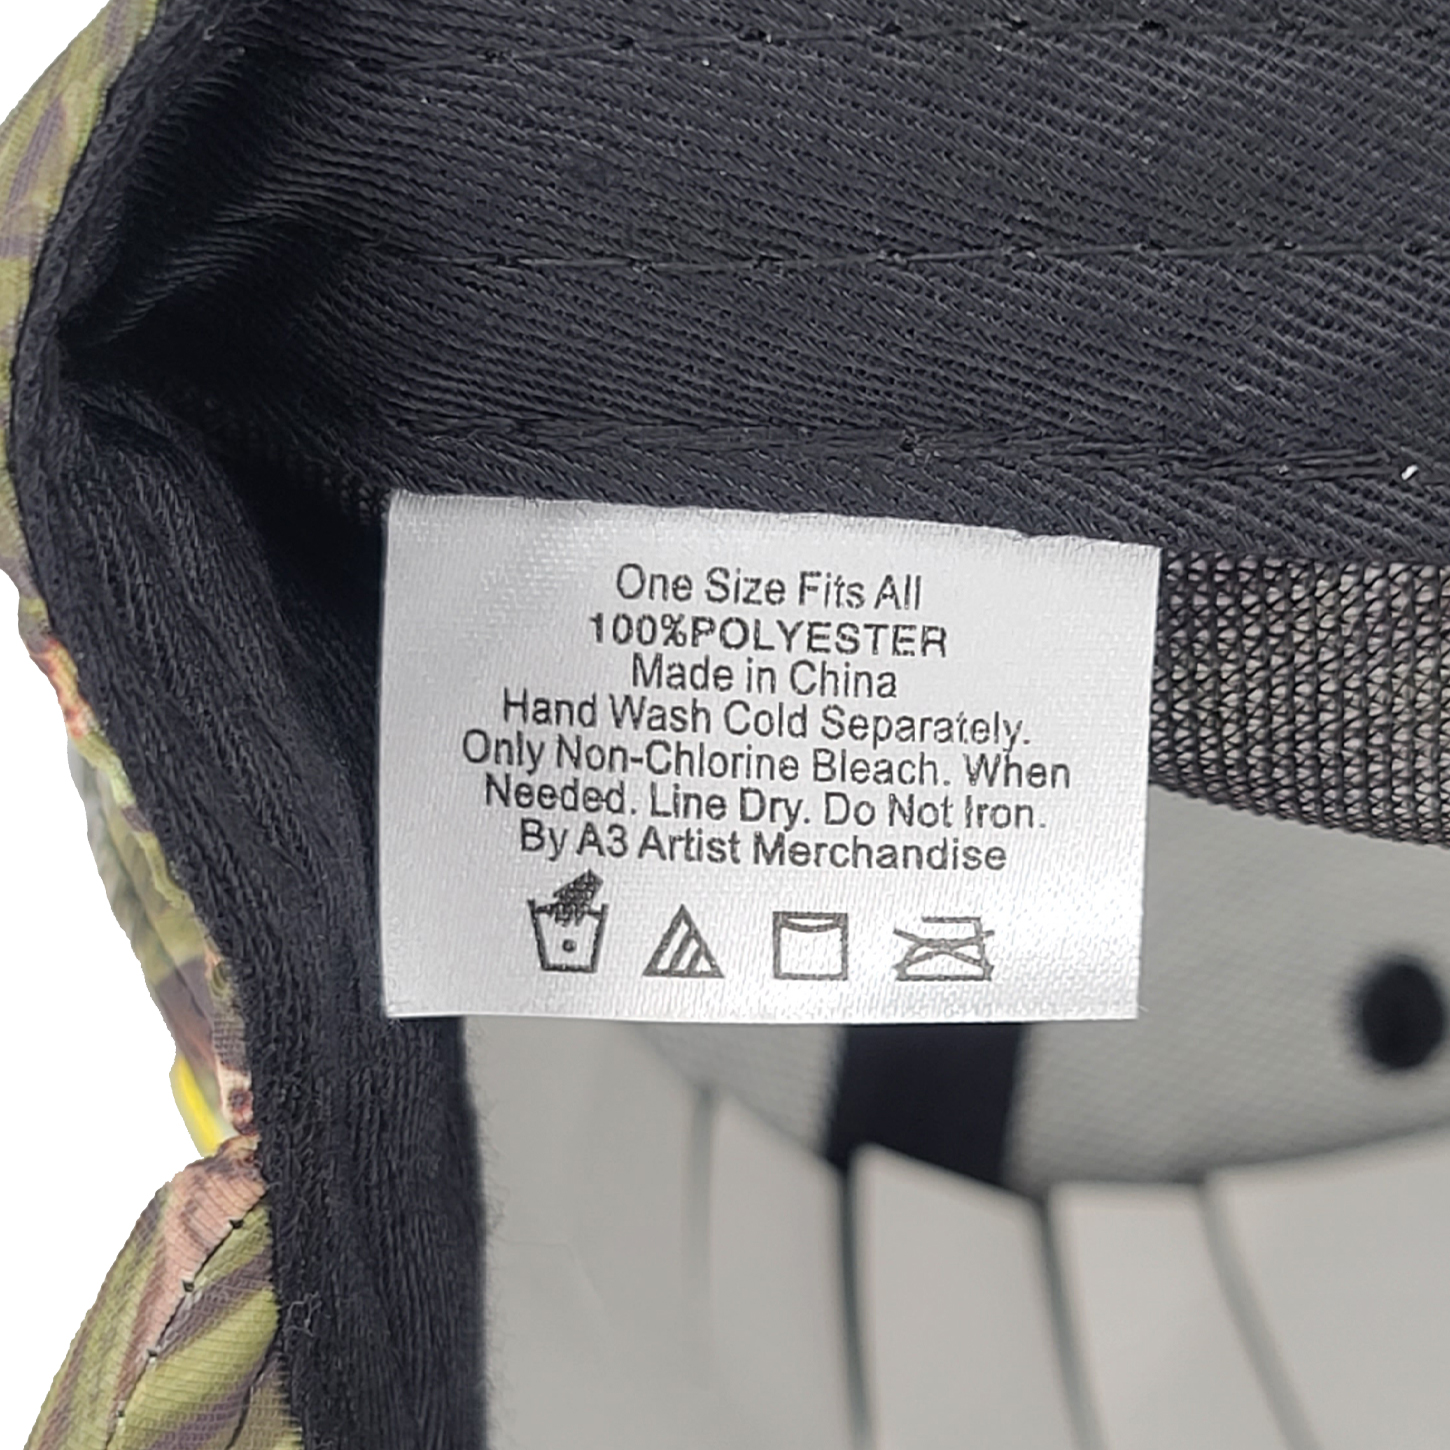 One Size Fits All
100%POLYESTER
Made in China
Hand Wash Cold Separately.
Only Non-Chlorine Bleach. When
Needed. Line Dry. Do Not Iron.
By A3 Artist Merchandise